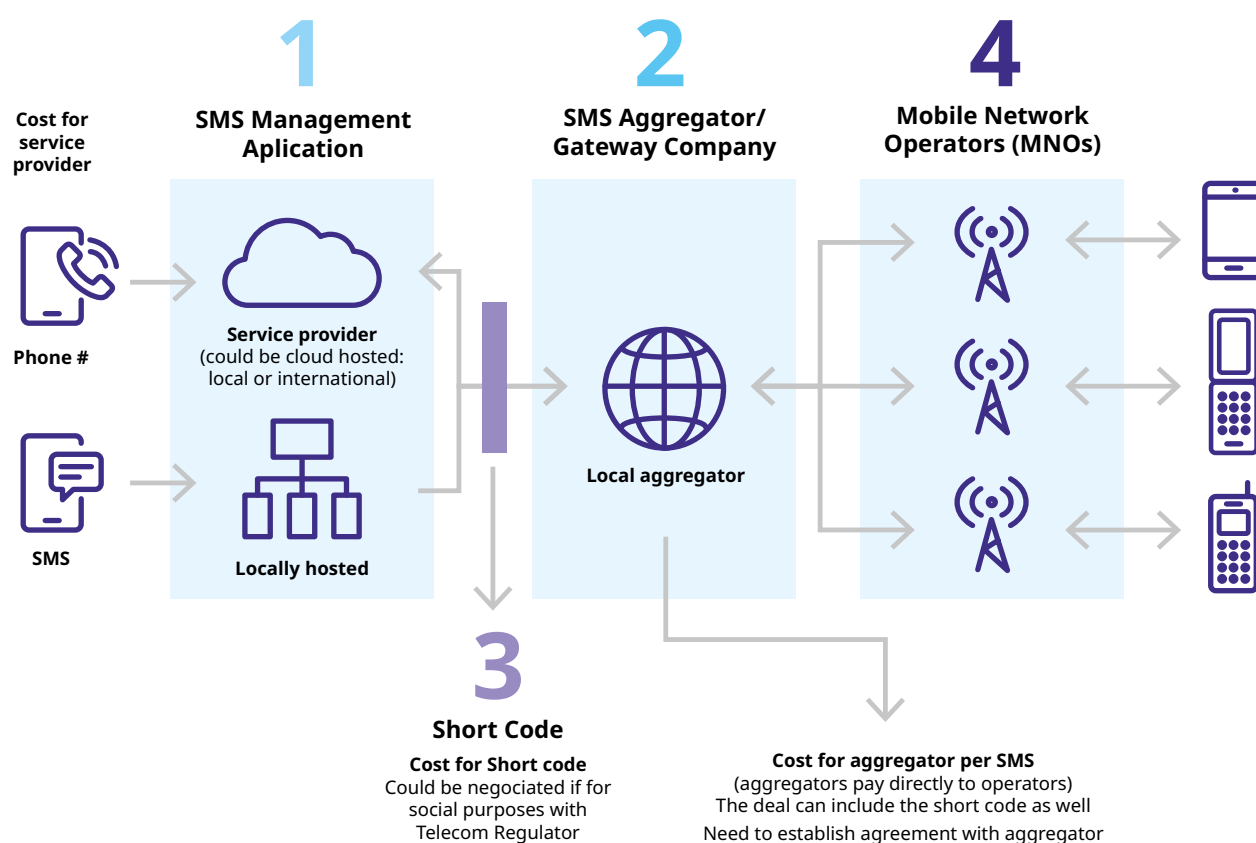 1
SMS Management
Aplication
2
SMS Aggregator/
Gateway Company
4
Mobile Network
Operators (MNOs)
Cost for
service
provider
Phone #
SMS
Service provider
(could be cloud hosted:
local or international)
Locally hosted
Local aggregator
3
Short Code
Cost for Short code
Could be negotiated if for
social purposes with
Telecom Regulator
Cost for aggregator per SMS
(aggregators pay directly to operators)
The deal can include the short code as well
Need to establish agreement with aggregator